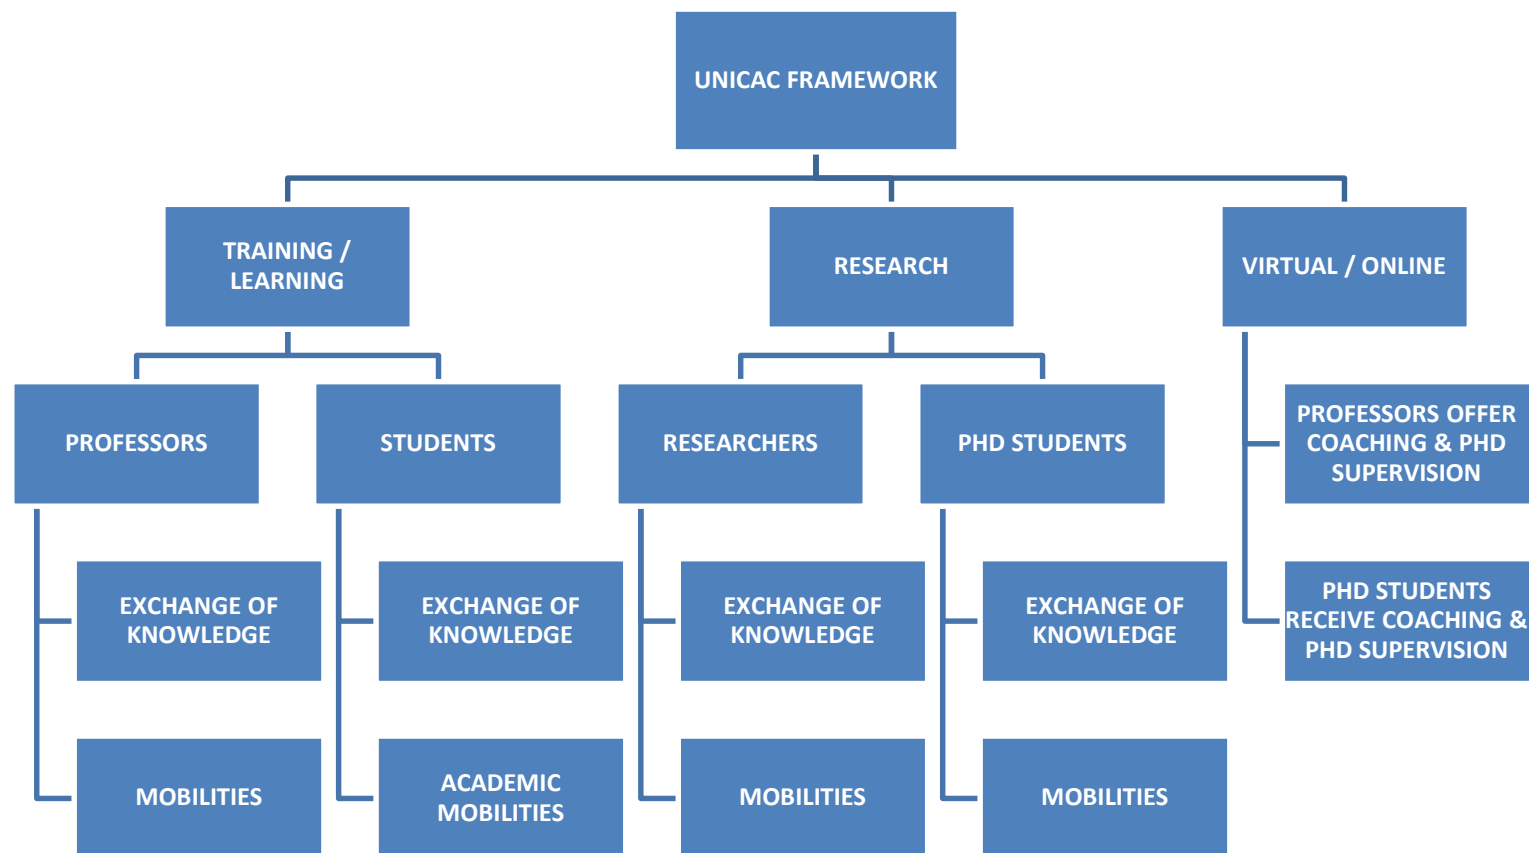 UNICAC FRAMEWORK
TRAINING /
LEARNING
RESEARCH
VIRTUAL / ONLINE
PROFESSORS
STUDENTS
RESEARCHERS
PHD STUDENTS
PROFESSORS OFFER
COACHING & PHD
SUPERVISION
EXCHANGE OF
KNOWLEDGE
EXCHANGE OF
KNOWLEDGE
EXCHANGE OF
KNOWLEDGE
EXCHANGE OF
KNOWLEDGE
PHD STUDENTS
RECEIVE COACHING &
PHD SUPERVISION
MOBILITIES
ACADEMIC
MOBILITIES
MOBILITIES
MOBILITIES